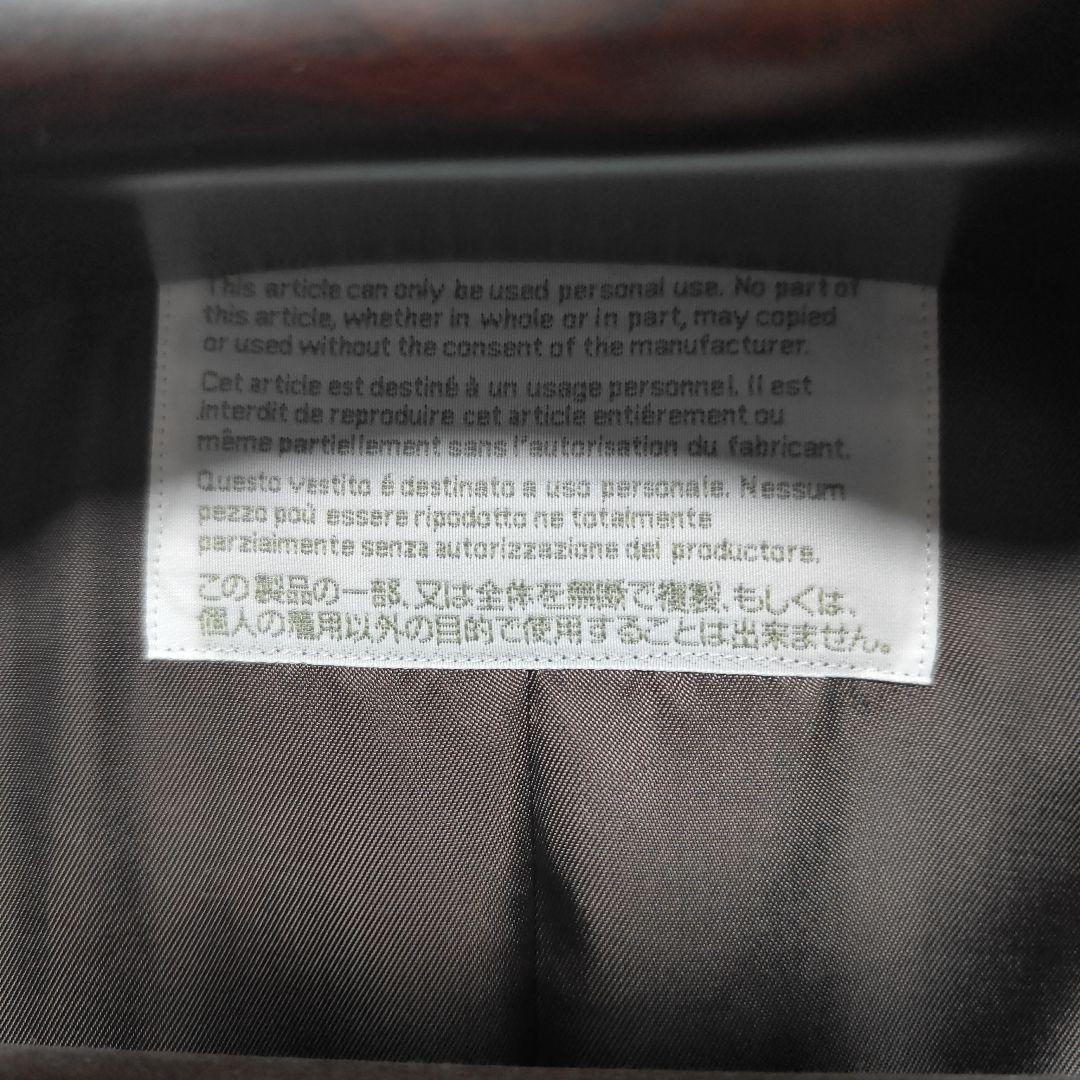 This article can only be used personal use. No part of
this article, whether in whole or in part, may copied
or used without the consent of the manufacturer.
Cet article est destiné à un usage personnel. Il est
interdit de reproduire cet article entiérement ou
même partiellement sans l'autorisation du fabricant.
Questo vestito é destinato a uso personale. Nessum
pezzo poù essere ripodotto ne totalmente
parzialmente senza autorizzazione del productore.
この製品の一部、又は全体を無断で複製、もしくは、
個人の着用以外の目的で使用することは出来ません。